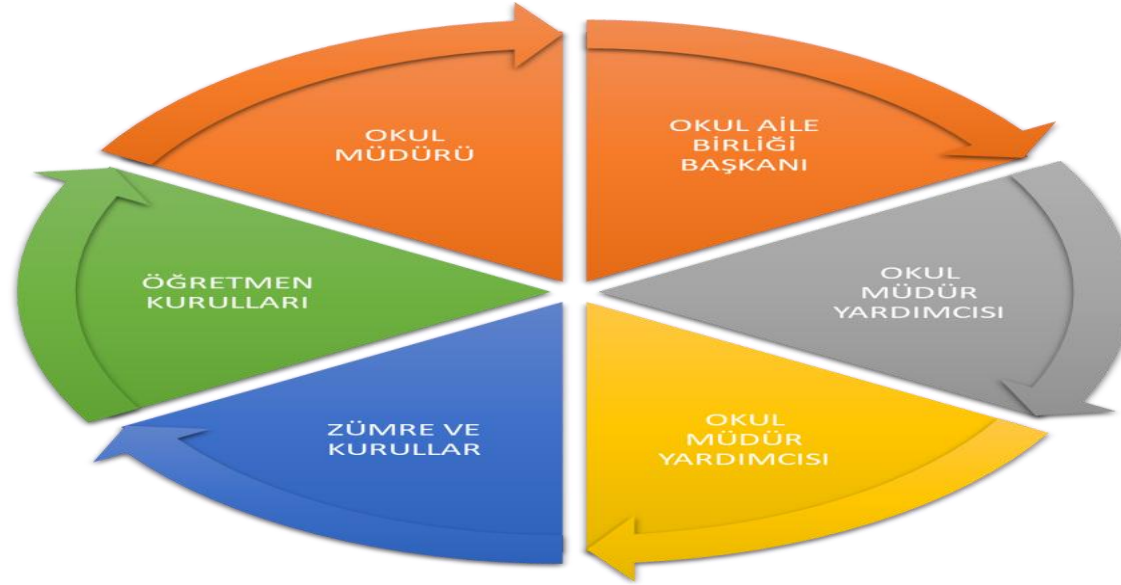 OKUL
MÜDÜRÜ
OKUL AİLE
BİRLİĞİ
BAŞKANI
ÖĞRETMEN
KURULLARI
OKUL
MÜDÜR
YARDIMCISI
ZÜMRE VE
KURULLAR
OKUL
MÜDÜR
YARDIMCISI